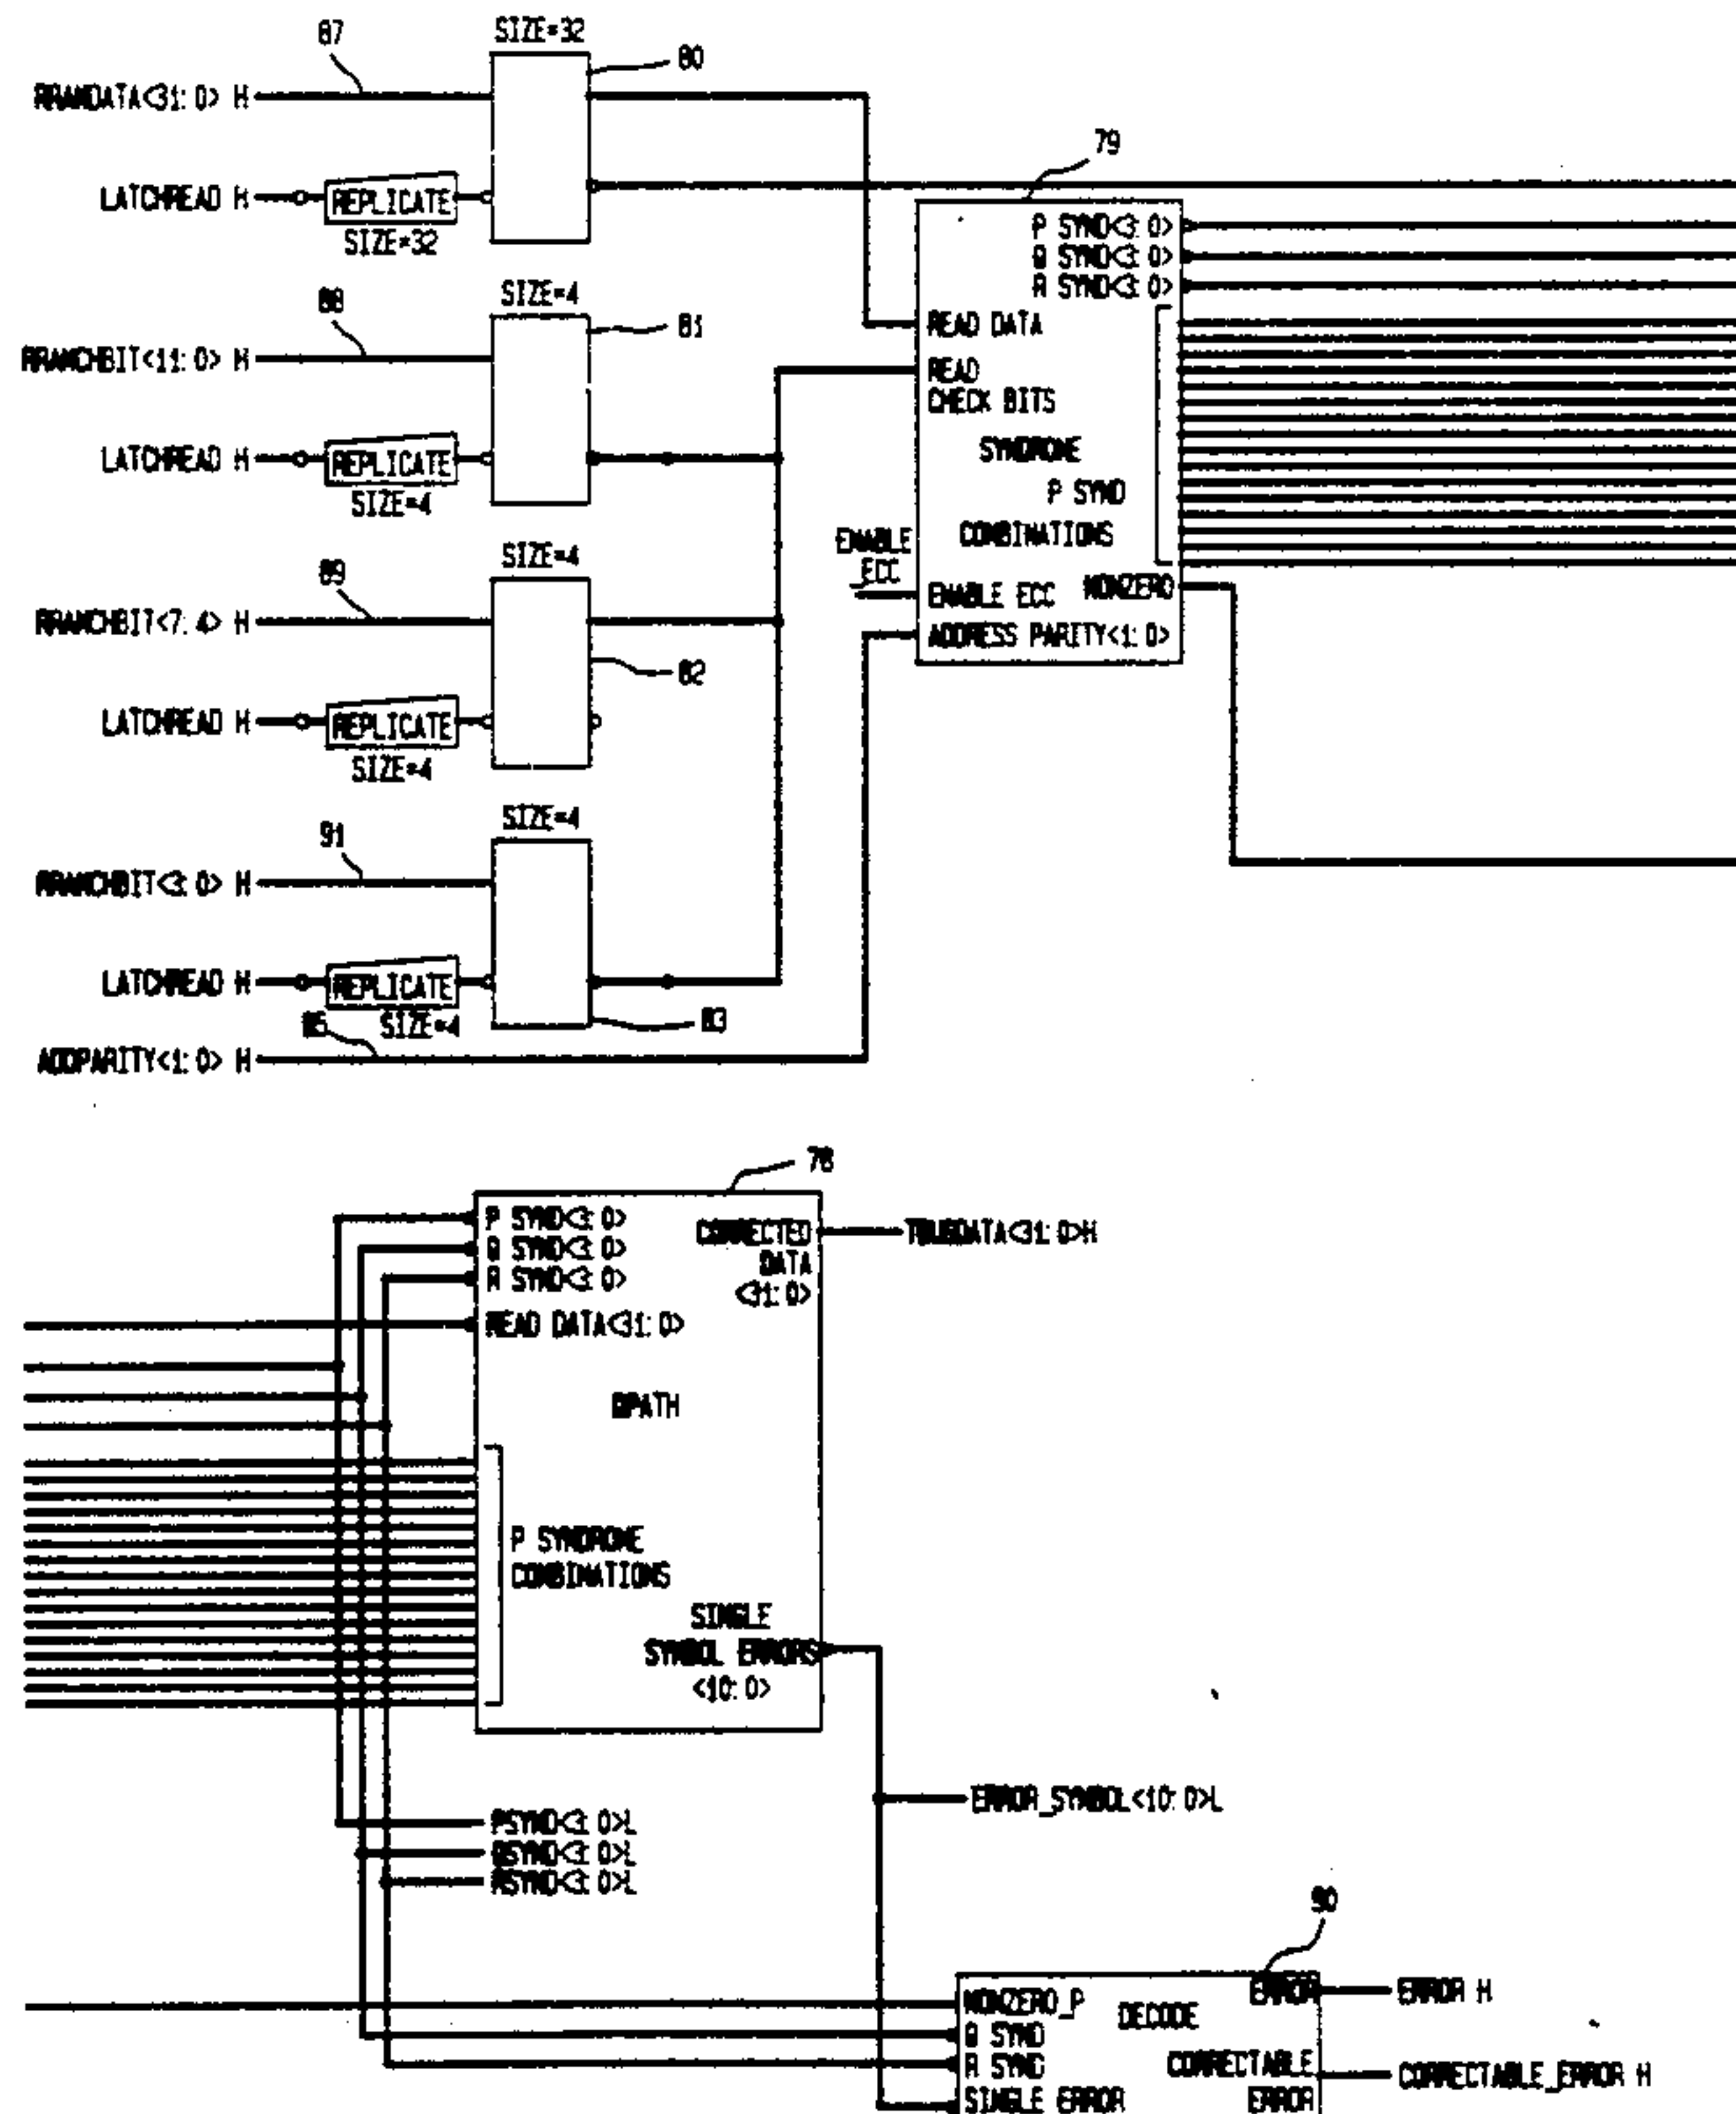 87
SIZE=32
80
RRAMDATA<31:0> H
79
LATCHREAD H
REPLICATE
SIZE=32
P SYND<3:0>
Q SYND<3:0>
R SYND<3:0>
88
SIZE=4
81
READ DATA
RRAMCHBIT<11:0> H
READ
CHECK BITS
SYNDROME
LATCHREAD H
REPLICATE
SIZE=4
P SYND
COMBINATIONS
ENABLE
_ECC
89
SIZE=4
ENABLE ECC NONZERO
RRAMCHBIT<7:4> H
ADDRESS PARITY<1:0>
82
LATCHREAD H
REPLICATE
SIZE=4
91
SIZE=4
RRAMCHBIT<3:0> H
LATCHREAD H
REPLICATE
85
SIZE=4
83
ADDPARITY<1:0> H
78
P SYND<3:0>
Q SYND<3:0>
R SYND<3:0>
CORRECTED
DATA
<31:0>
TBUSDATA<31:0>H
READ DATA<31:0>
DPATH
P SYNDROME
COMBINATIONS
SINGLE
SYMBOL ERRORS
<10:0>
ERROR_SYMBOL<10:0>L
PSYND<3:0>L
QSYND<3:0>L
RSYND<3:0>L
90
NONZERO_P
DECODE
ERROR
ERROR H
Q SYND
R SYND
CORRECTABLE
CORRECTABLE_ERROR H
SINGLE ERROR
ERROR